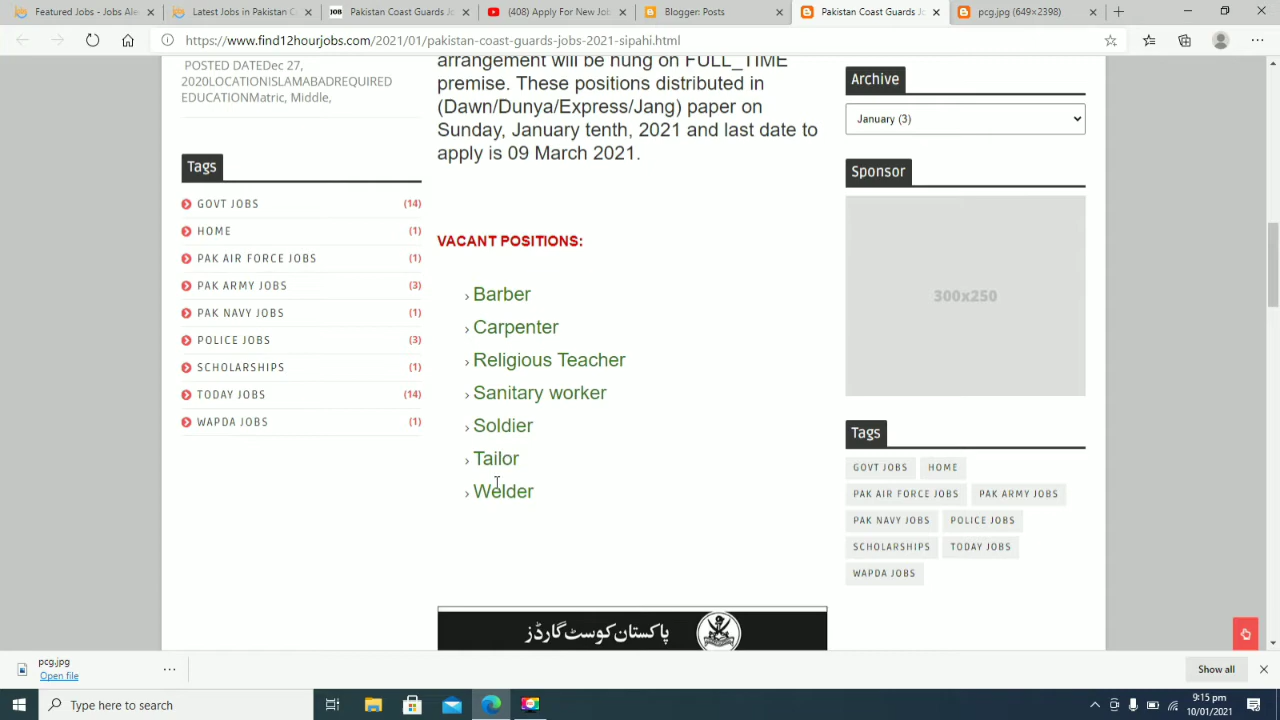 Featured Jobs - Jobs Ale
Latest Jobs in Pakistan C
JOB Pakistan Coast Guards Jo
(408) Apply For New Job
Blogger: Posts
Pakistan Coast Guards Jo
pcg.jpg (649×2398)
https://www.find12hourjobs.com/2021/01/pakistan-coast-guards-jobs-2021-sipahi.html
POSTED DATEDec 27,
2020LOCATIONISLAMABADREQUIRED
EDUCATIONMatric, Middle,
Tags
GOVT JOBS (14)
HOME (1)
PAK AIR FORCE JOBS (1)
PAK ARMY JOBS (3)
PAK NAVY JOBS (1)
POLICE JOBS (3)
SCHOLARSHIPS (1)
TODAY JOBS (14)
WAPDA JOBS (1)
arrangement will be hung on FULL_TIME
premise. These positions distributed in
(Dawn/Dunya/Express/Jang) paper on
Sunday, January tenth, 2021 and last date to
apply is 09 March 2021.
VACANT POSITIONS:
Barber
Carpenter
Religious Teacher
Sanitary worker
Soldier
Tailor
Welder
پاکستان کوسٹ گارڈز
Archive
January (3)
Sponsor
300x250
Tags
GOVT JOBS HOME
PAK AIR FORCE JOBS PAK ARMY JOBS
PAK NAVY JOBS POLICE JOBS
SCHOLARSHIPS TODAY JOBS
WAPDA JOBS
pcg.jpg
Open file
Show all
Type here to search
9:15 pm
10/01/2021